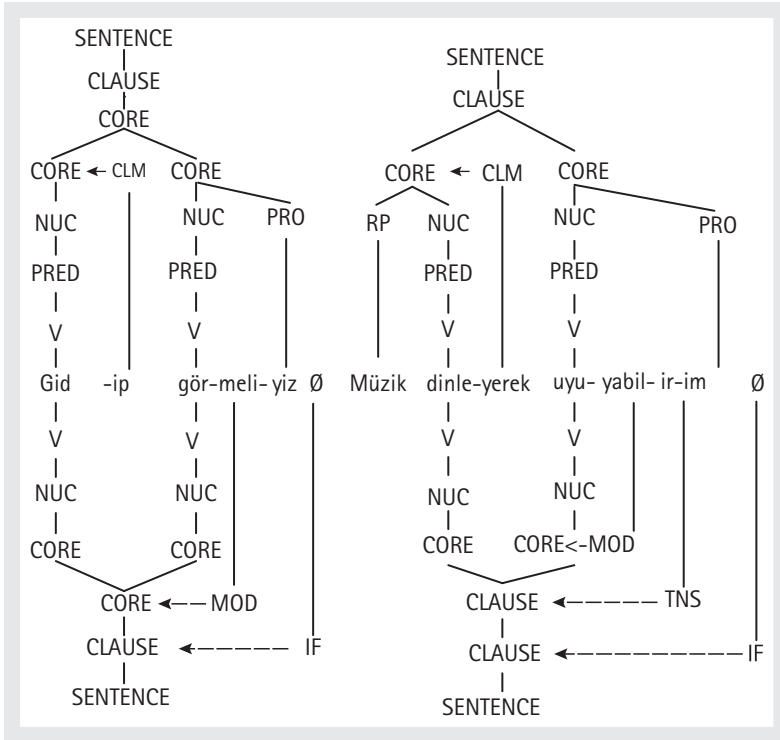 SENTENCE
CLAUSE
CORE
CORE CLM CORE
NUC NUC PRO
PRED PRED
V V
Gid -ip gör-meli- yiz Ø
V V
NUC NUC
CORE CORE
CORE MOD
CLAUSE IF
SENTENCE
SENTENCE
CLAUSE
CORE CLM CORE
RP NUC NUC PRO
PRED PRED
V V
Müzik dinle-yerek uyu- yabil- ir-im Ø
V V
NUC NUC
CORE CORE<-MOD
CLAUSE TNS
CLAUSE IF
SENTENCE